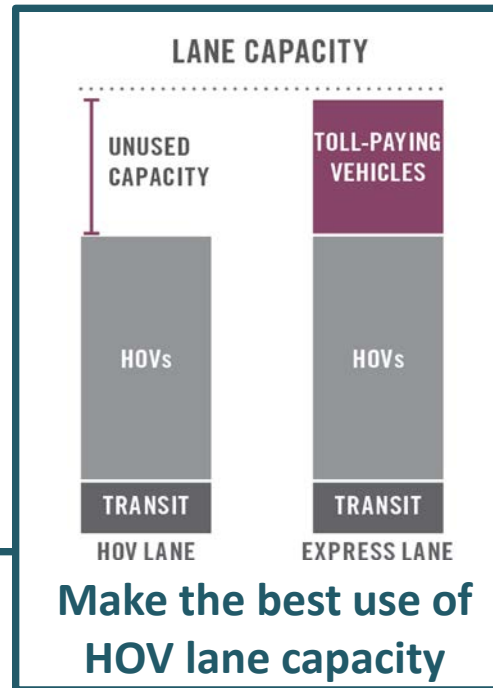 LANE CAPACITY
UNUSED
CAPACITY
TOLL-PAYING
VEHICLES
HOVs
HOVs
TRANSIT
TRANSIT
HOV LANE
EXPRESS LANE
Make the best use of
HOV lane capacity